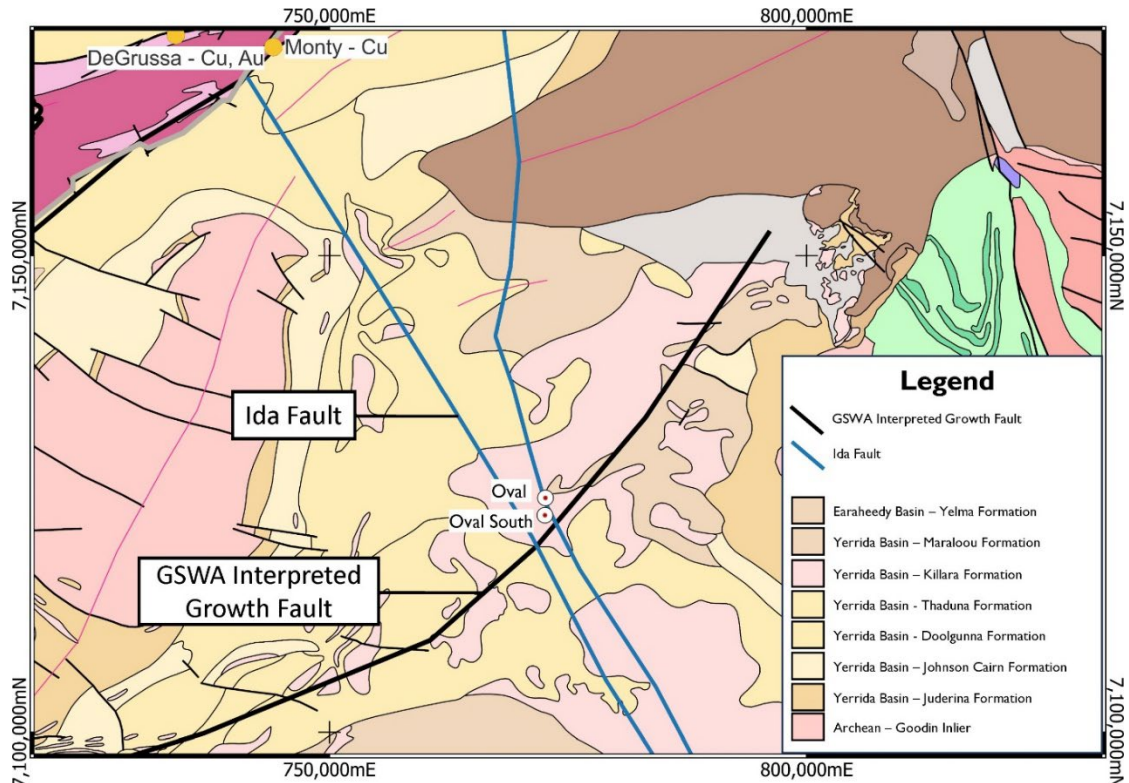 750,000mE
800,000mE
DeGrussa - Cu, Au
Monty - Cu
7,150,000mN
7,150,000mN
Ida Fault
Oval
Oval South
GSWA Interpreted
Growth Fault
Legend
GSWA Interpreted Growth Fault
Ida Fault
Earaheedy Basin – Yelma Formation
Yerrida Basin – Maraloou Formation
Yerrida Basin – Killara Formation
Yerrida Basin - Thaduna Formation
Yerrida Basin - Doolgunna Formation
Yerrida Basin – Johnson Cairn Formation
Yerrida Basin – Juderina Formation
Archean – Goodin Inlier
7,100,000mN
7,100,000mN
750,000mE
800,000mE